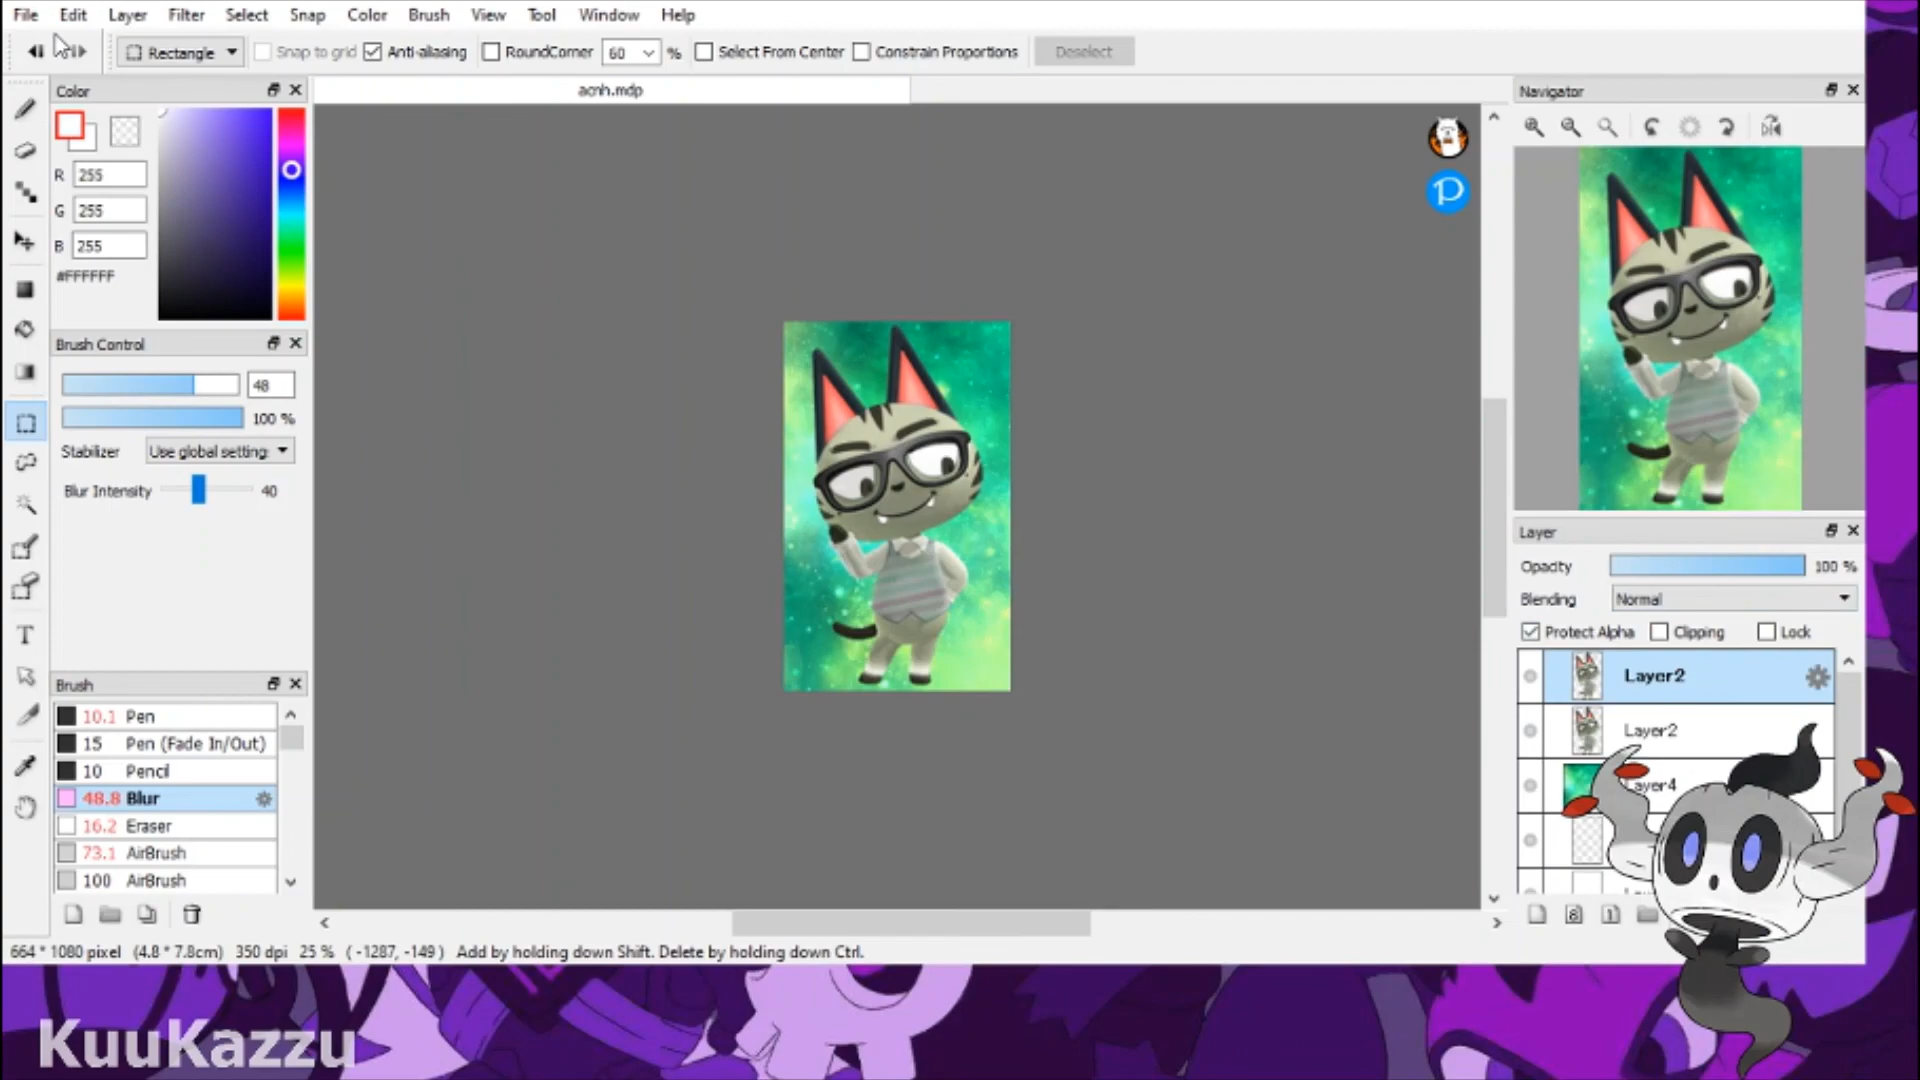 File Edit Layer Filter Select Snap Color Brush View Tool Window Help
Rectangle Snap to grid Anti-aliasing RoundCorner 60 % Select From Center Constrain Proportions Deselect
Color
acnh.mdp
Navigator
R 255
G 255
B 255
#FFFFFF
Brush Control
48
100 %
Stabilizer Use global setting:
Blur Intensity 40
Brush
10.1 Pen
15 Pen (Fade In/Out)
10 Pencil
48.8 Blur
16.2 Eraser
73.1 AirBrush
100 AirBrush
P
Layer
Opacity 100 %
Blending Normal
Protect Alpha Clipping Lock
Layer2
Layer2
Layer4
8 1
664 * 1080 pixel (4.8 * 7.8cm) 350 dpi 25 % ( -1287, -149 ) Add by holding down Shift. Delete by holding down Ctrl.
KuuKazzu